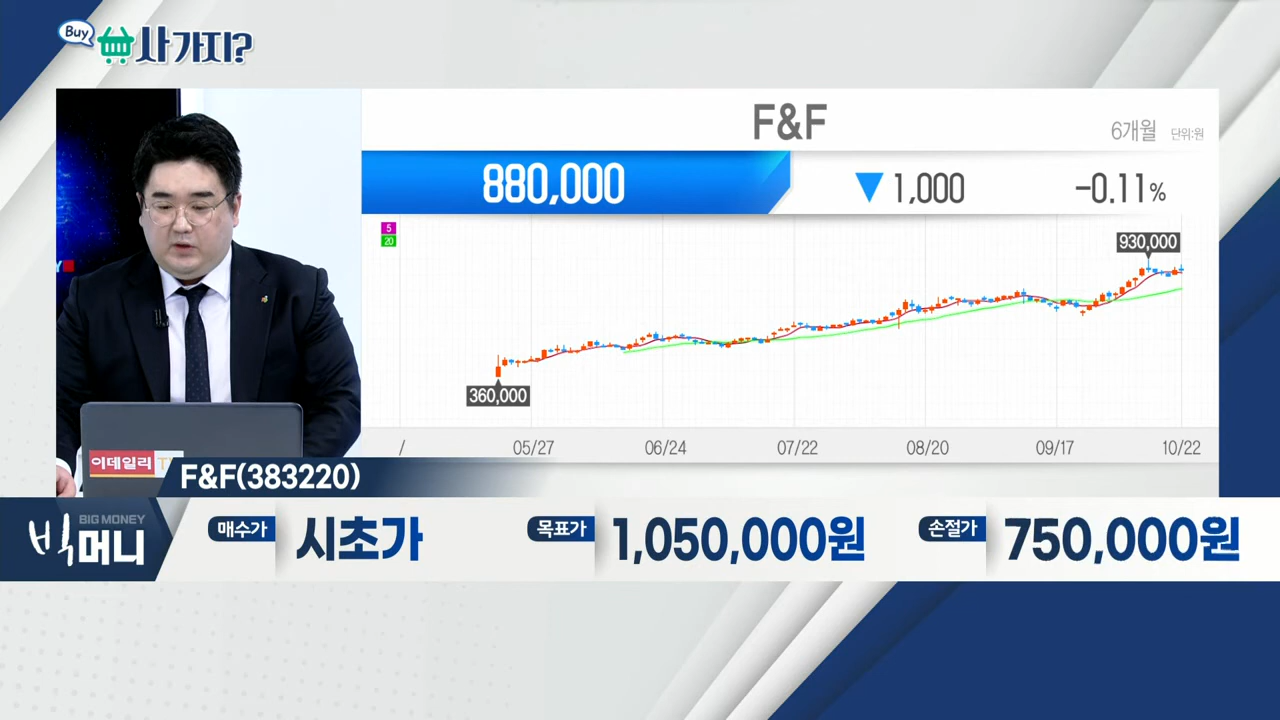 Buy
사가지?
F&F
6개월 단위:원
880,000 ▼ 1,000 -0.11%
5
20
930,000
360,000
/ 05/27 06/24 07/22 08/20 09/17 10/22
이데일리 T
F&F(383220)
BIG MONEY
빅머니
매수가 시초가 목표가 1,050,000원 손절가 750,000원